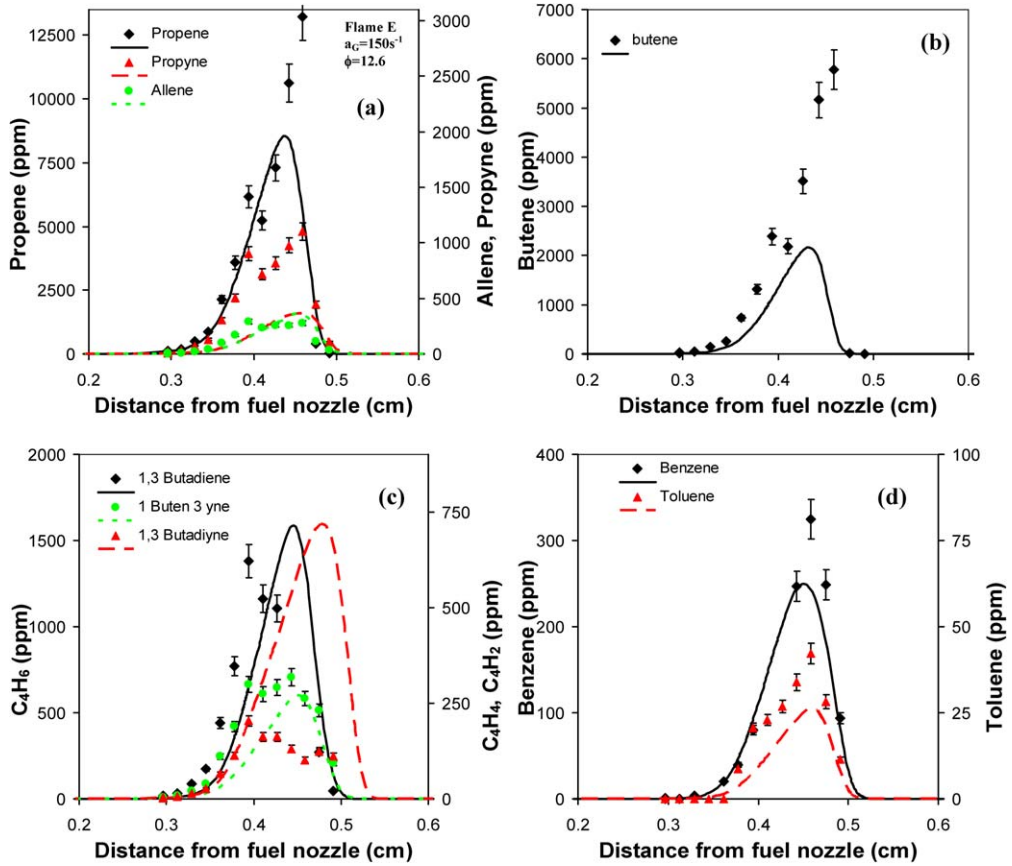 Propene
Propyne
Allene
Flame E
a_G=150s⁻¹
ϕ=12.6
(a)
Propene (ppm)
12500
10000
7500
5000
2500
0
Allene, Propyne (ppm)
3000
2500
2000
1500
1000
500
0
0.2 0.3 0.4 0.5 0.6
Distance from fuel nozzle (cm)
butene
(b)
Butene (ppm)
7000
6000
5000
4000
3000
2000
1000
0
0.2 0.3 0.4 0.5 0.6
Distance from fuel nozzle (cm)
1,3 Butadiene
1 Buten 3 yne
1,3 Butadiyne
(c)
C₄H₆ (ppm)
2000
1500
1000
500
0
C₄H₄, C₄H₂ (ppm)
750
500
250
0
0.2 0.3 0.4 0.5 0.6
Distance from fuel nozzle (cm)
Benzene
Toluene
(d)
Benzene (ppm)
400
300
200
100
0
Toluene (ppm)
100
75
50
25
0
0.2 0.3 0.4 0.5 0.6
Distance from fuel nozzle (cm)